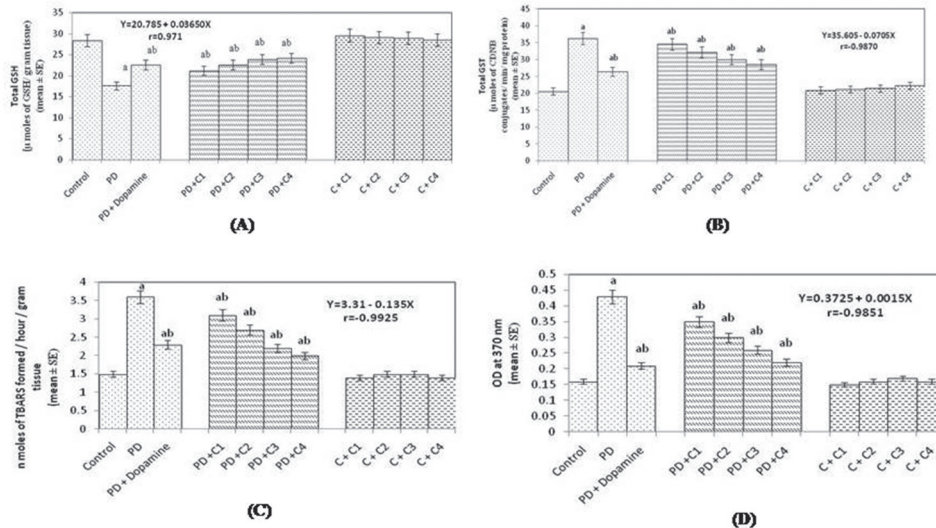 Total GSH
(µ moles of GSH/ gram tissue)
(mean ± SE)
35
30
25
20
15
10
5
0
Y=20.785 + 0.03650X
r=0.971
a
ab
ab
ab
ab
ab
Control
PD
PD + Dopamine
PD+C1
PD+C2
PD+C3
PD+C4
C + C1
C + C2
C + C3
C + C4
(A)
Total GST
(µ moles of CDNB
conjugates/ min/ mg protein)
(mean ± SE)
45
40
35
30
25
20
15
10
5
0
Y=35.605 - 0.0705X
r=-0.9870
a
ab
ab
ab
ab
ab
Control
PD
PD + Dopamine
PD+C1
PD+C2
PD+C3
PD+C4
C + C1
C + C2
C + C3
C + C4
(B)
n moles of TBARS formed / hour / gram
tissue
(mean ± SE)
4
3.5
3
2.5
2
1.5
1
0.5
0
Y=3.31 - 0.135X
r=-0.9925
a
ab
ab
ab
ab
ab
Control
PD
PD + Dopamine
PD+C1
PD+C2
PD+C3
PD+C4
C + C1
C + C2
C + C3
C + C4
(C)
OD at 370 nm
(mean ± SE)
0.5
0.45
0.4
0.35
0.3
0.25
0.2
0.15
0.1
0.05
0
Y=0.3725 + 0.0015X
r=-0.9851
a
ab
ab
ab
ab
ab
Control
PD
PD + Dopamine
PD+C1
PD+C2
PD+C3
PD+C4
C + C1
C + C2
C + C3
C + C4
(D)